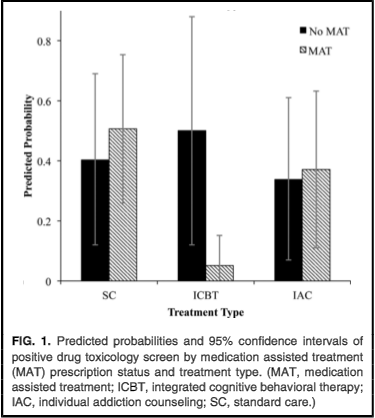 No MAT
MAT
Predicted Probability
0.8
0.6
0.4
0.2
0
SC
ICBT
IAC
Treatment Type
FIG. 1. Predicted probabilities and 95% confidence intervals of
positive drug toxicology screen by medication assisted treatment
(MAT) prescription status and treatment type. (MAT, medication
assisted treatment; ICBT, integrated cognitive behavioral therapy;
IAC, individual addiction counseling; SC, standard care.)